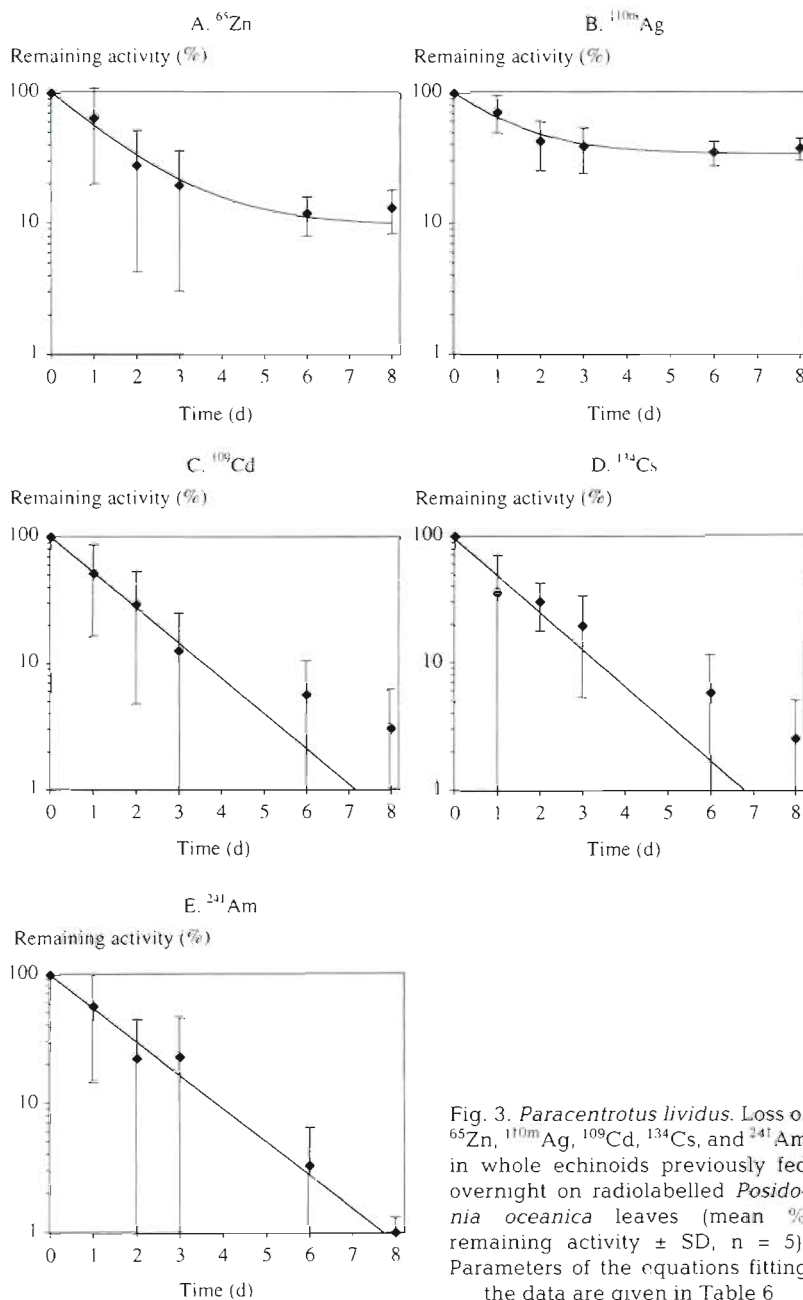 A. ⁶⁵Zn
Remaining activity (%)
100
10
1
0 1 2 3 4 5 6 7 8
Time (d)
B. ¹¹⁰ᵐAg
Remaining activity (%)
100
10
1
0 1 2 3 4 5 6 7 8
Time (d)
C. ¹⁰⁹Cd
Remaining activity (%)
100
10
1
0 1 2 3 4 5 6 7 8
Time (d)
D. ¹³⁴Cs
Remaining activity (%)
100
10
1
0 1 2 3 4 5 6 7 8
Time (d)
E. ²⁴¹Am
Remaining activity (%)
100
10
1
0 1 2 3 4 5 6 7 8
Time (d)
Fig. 3. Paracentrotus lividus. Loss o
⁶⁵Zn, ¹¹⁰ᵐAg, ¹⁰⁹Cd, ¹³⁴Cs, and ²⁴¹Am
in whole echinoids previously fed
overnight on radiolabelled Posido-
nia oceanica leaves (mean %
remaining activity ± SD, n = 5)
Parameters of the equations fitting
the data are given in Table 6